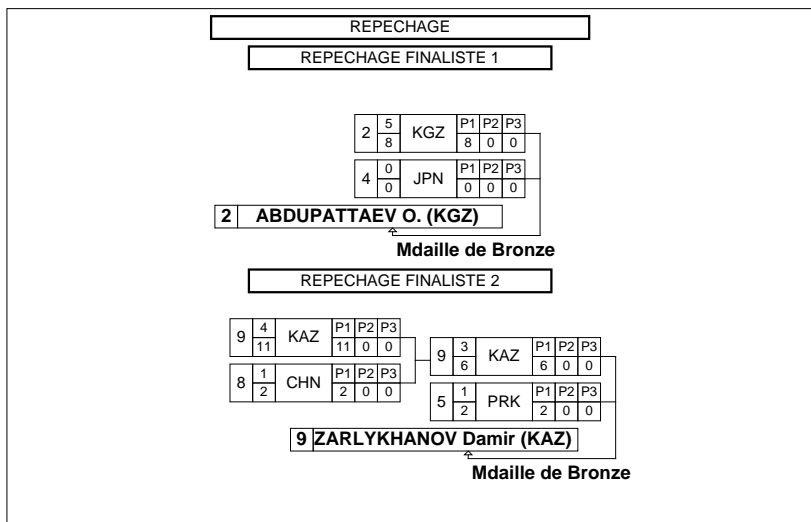 REPECHAGE
REPECHAGE FINALISTE 1
2 5 KGZ P1 P2 P3
8 8 0 0
4 0 JPN P1 P2 P3
0 0 0 0
2 ABDUPATTAEV O. (KGZ)
Mdaille de Bronze
REPECHAGE FINALISTE 2
9 4 KAZ P1 P2 P3
11 11 0 0
8 1 CHN P1 P2 P3
2 2 0 0
9 3 KAZ P1 P2 P3
6 6 0 0
5 1 PRK P1 P2 P3
2 2 0 0
9 ZARLYKHANOV Damir (KAZ)
Mdaille de Bronze